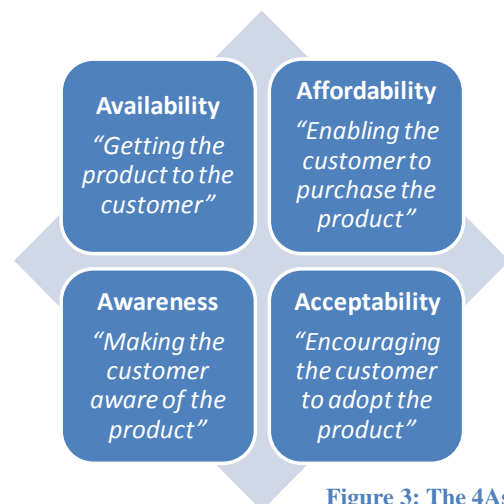 Availability
“Getting the
product to the
customer”
Affordability
“Enabling the
customer to
purchase the
product”
Awareness
“Making the
customer
aware of the
product”
Acceptability
“Encouraging
the customer
to adopt the
product”
Figure 3: The 4As